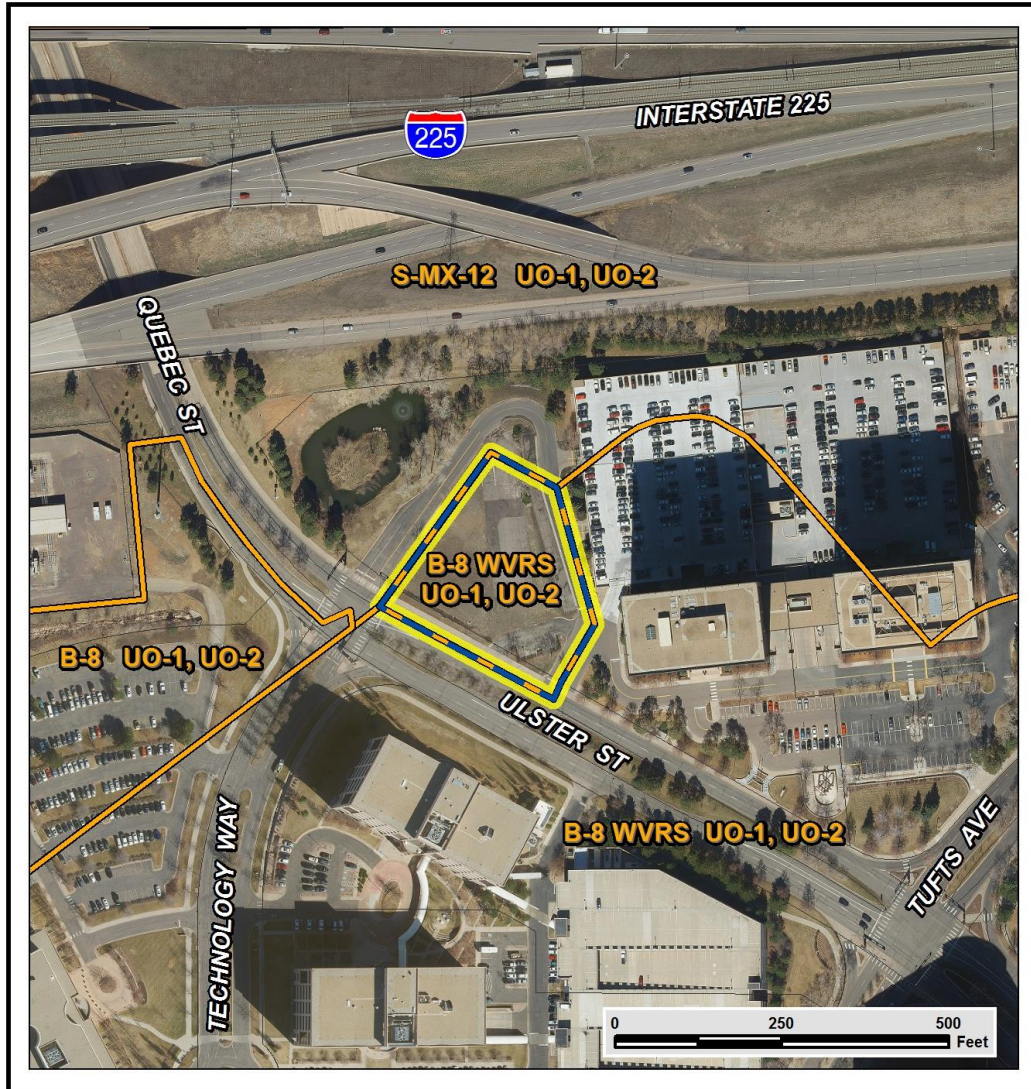 INTERSTATE 225
225
S-MX-12 UO-1, UO-2
QUEBEC ST
B-8 WVRS
UO-1, UO-2
B-8 UO-1, UO-2
ULSTER ST
B-8 WVRS UO-1, UO-2
TECHNOLOGY WAY
TUFTS AVE
0 250 500
Feet